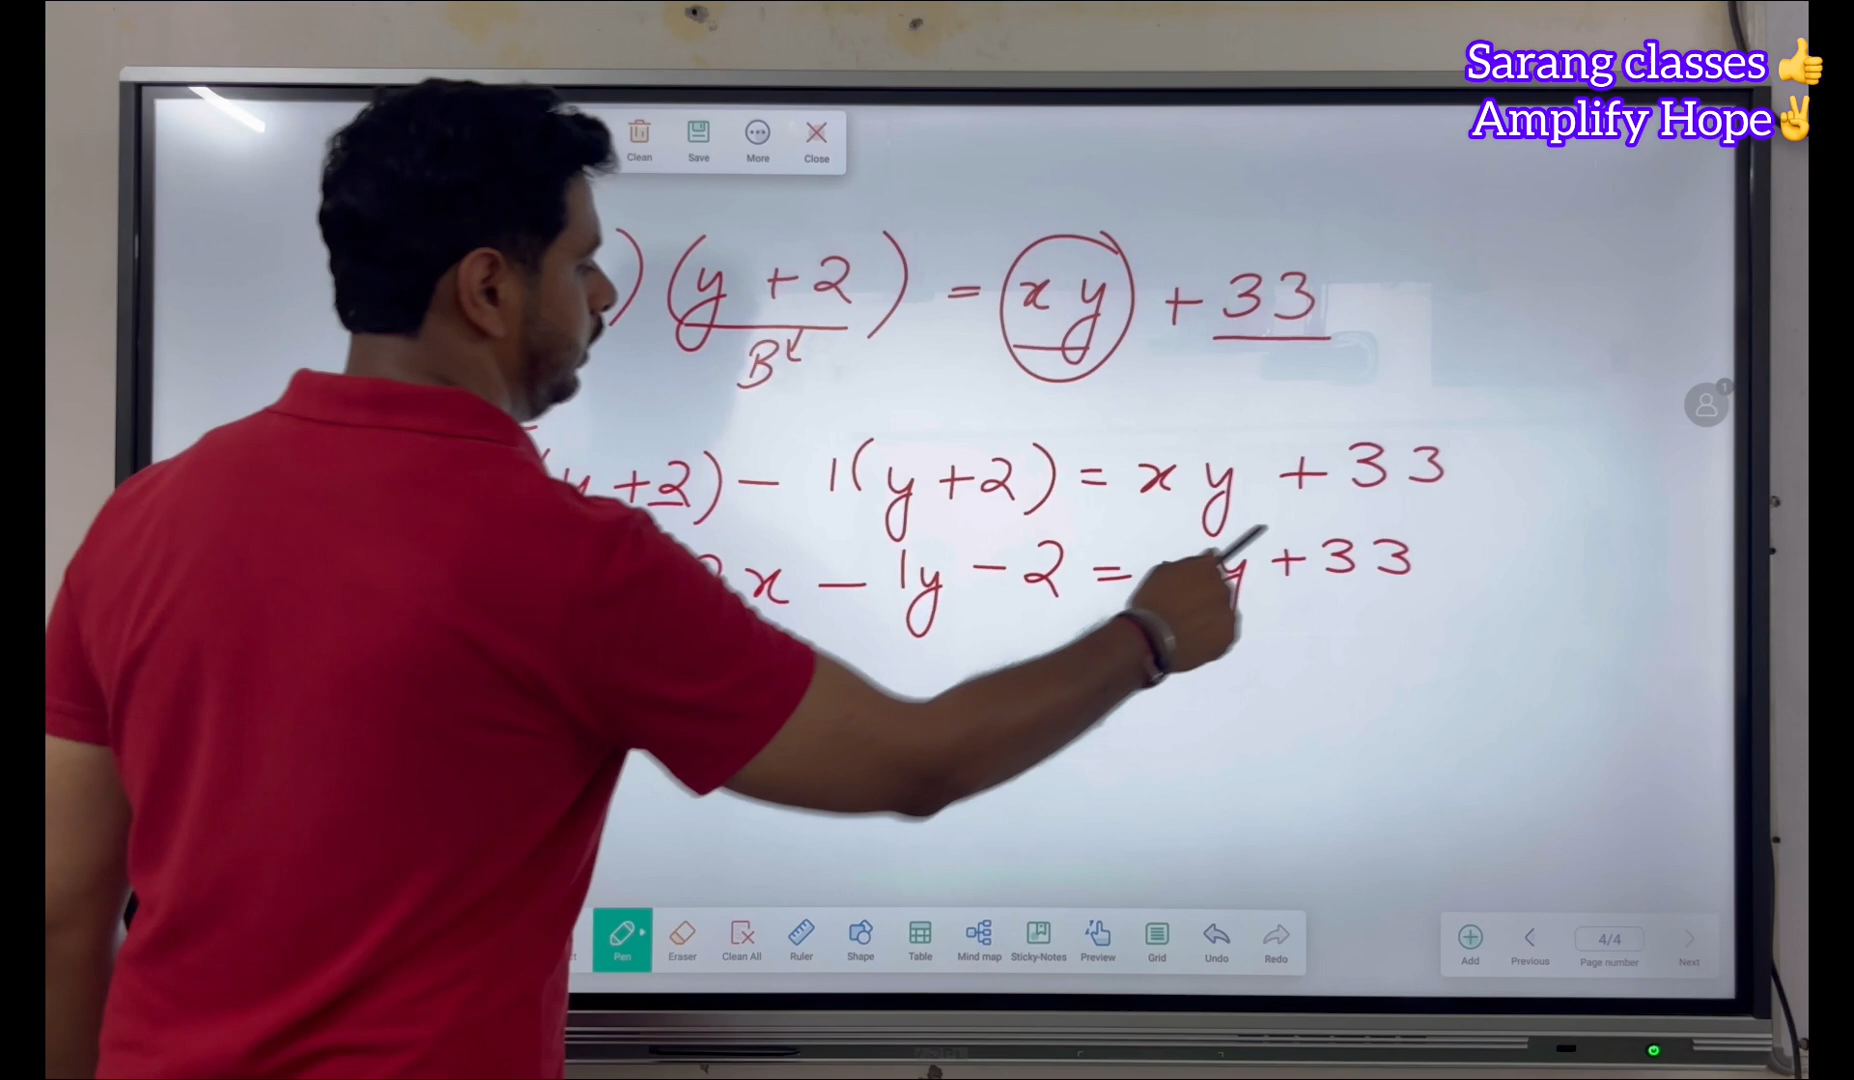 Sarang classes 👍
Amplify Hope✌
Clean Save More Close
) (y + 2) = xy + 33
B
(y + 2) - 1(y + 2) = xy + 33
x - 1y - 2 = y + 33
1
Pen Eraser Clean All Ruler Shape Table Mind map Sticky-Notes Preview Grid Undo Redo
Add Previous 4/4 Page number Next